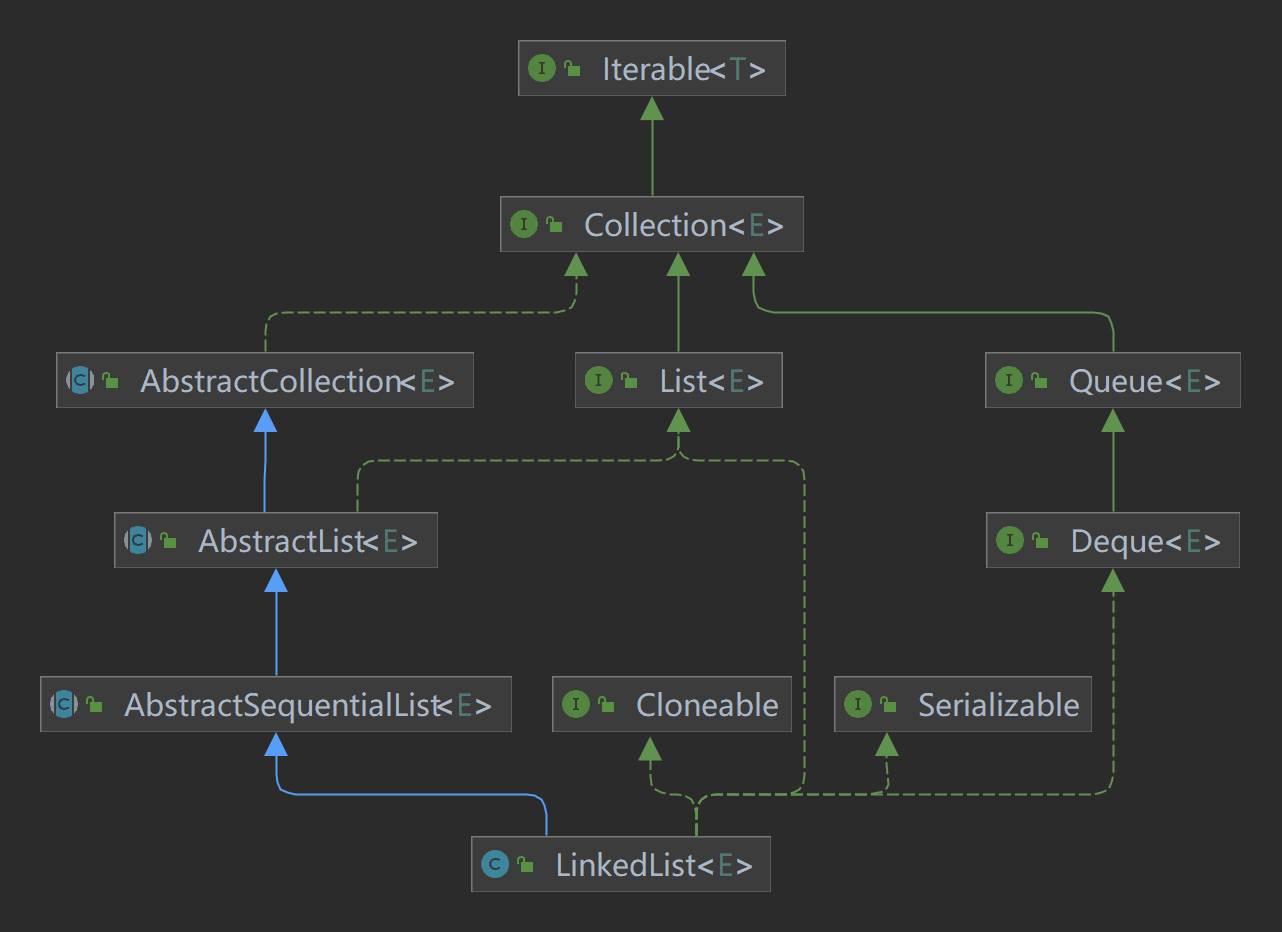 I Iterable<T>
I Collection<E>
C AbstractCollection<E>
I List<E>
I Queue<E>
C AbstractList<E>
I Deque<E>
C AbstractSequentialList<E>
I Cloneable
I Serializable
C LinkedList<E>